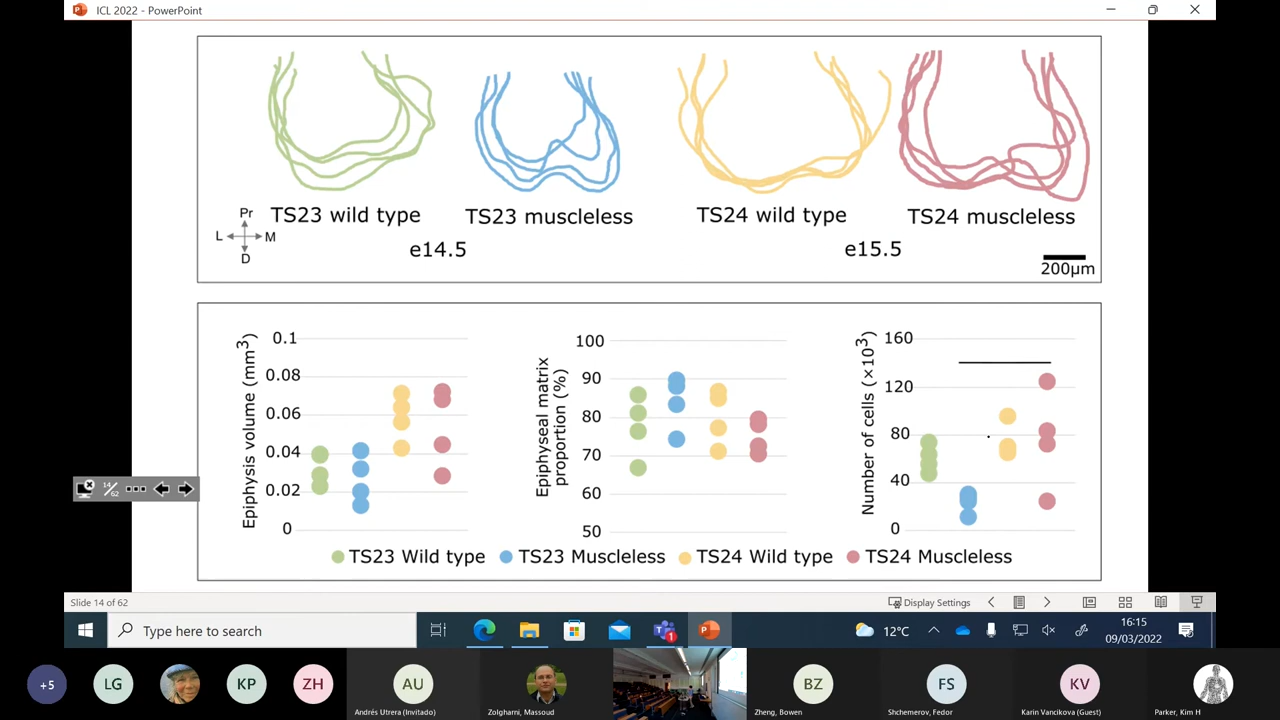 ICL 2022 - PowerPoint
TS23 wild type
TS23 muscleless
TS24 wild type
TS24 muscleless
Pr
L
M
D
e14.5
e15.5
200µm
Epiphysis volume (mm³)
0.1
0.08
0.06
0.04
0.02
0
Epiphyseal matrix
proportion (%)
100
90
80
70
60
50
Number of cells (×10³)
160
120
80
40
0
TS23 Wild type
TS23 Muscleless
TS24 Wild type
TS24 Muscleless
14/62
Slide 14 of 62
Display Settings
Type here to search
1
12°C
16:15
09/03/2022
+5
LG
KP
ZH
AU
BZ
FS
KV
Andrés Utrera (Invitado)
Zolgharni, Massoud
Zheng, Bowen
Shchemerov, Fedor
Karin Vancikova (Guest)
Parker, Kim H